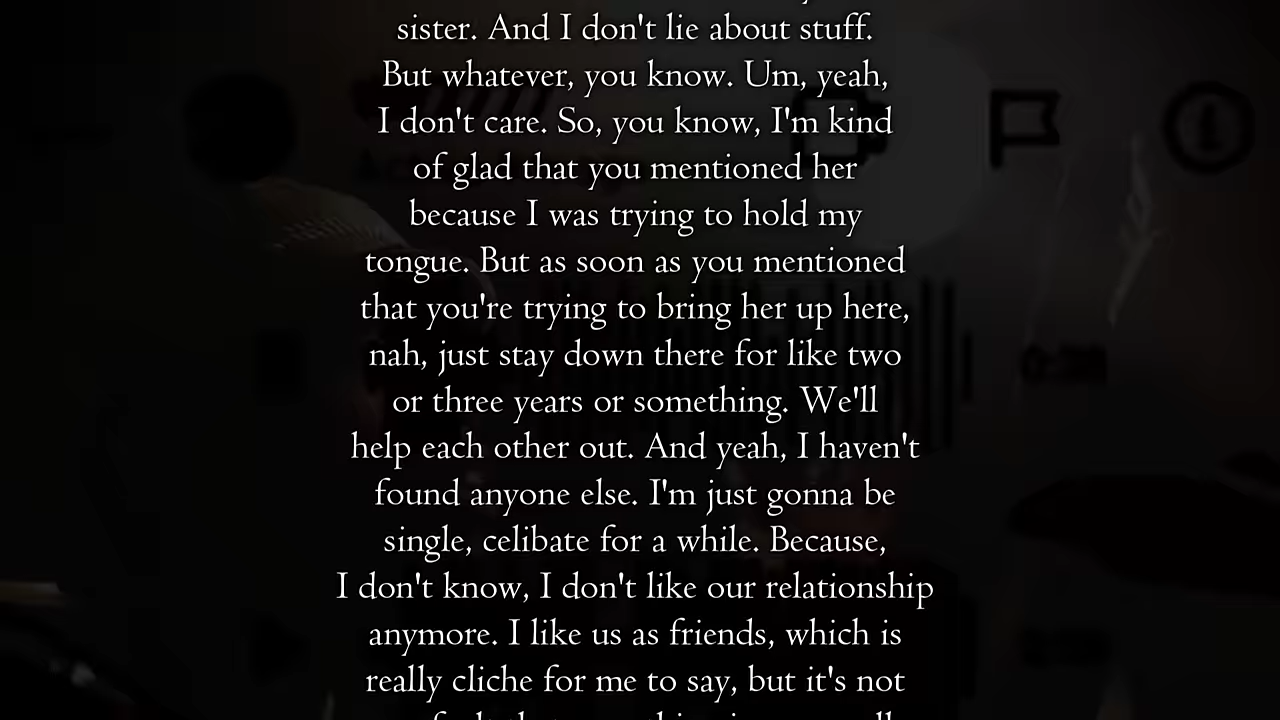 sister. And I don't lie about stuff.
But whatever, you know. Um, yeah,
I don't care. So, you know, I'm kind
of glad that you mentioned her
because I was trying to hold my
tongue. But as soon as you mentioned
that you're trying to bring her up here,
nah, just stay down there for like two
or three years or something. We'll
help each other out. And yeah, I haven't
found anyone else. I'm just gonna be
single, celibate for a while. Because,
I don't know, I don't like our relationship
anymore. I like us as friends, which is
really cliche for me to say, but it's not